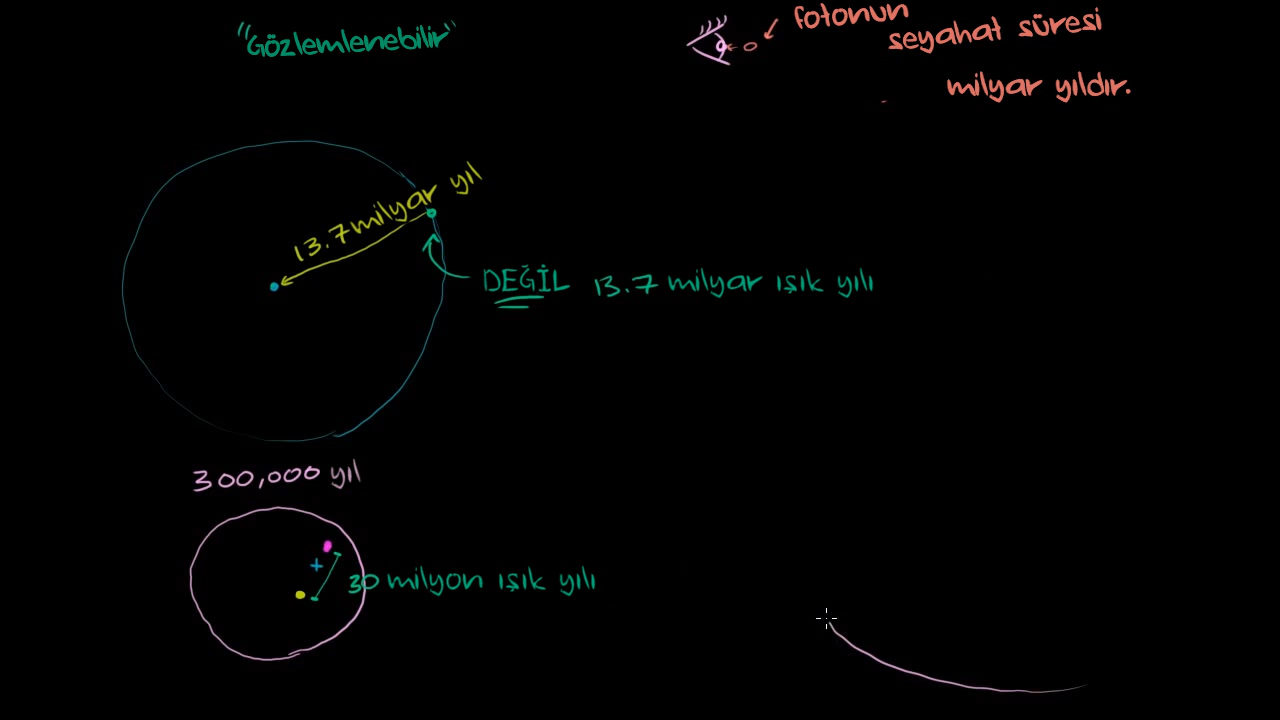 "Gözlemlenebilir"
fotonun
seyahat süresi
milyar yıldır.
13.7 milyar yıl
DEĞİL 13.7 milyar ışık yılı
300,000 yıl
30 milyon ışık yılı